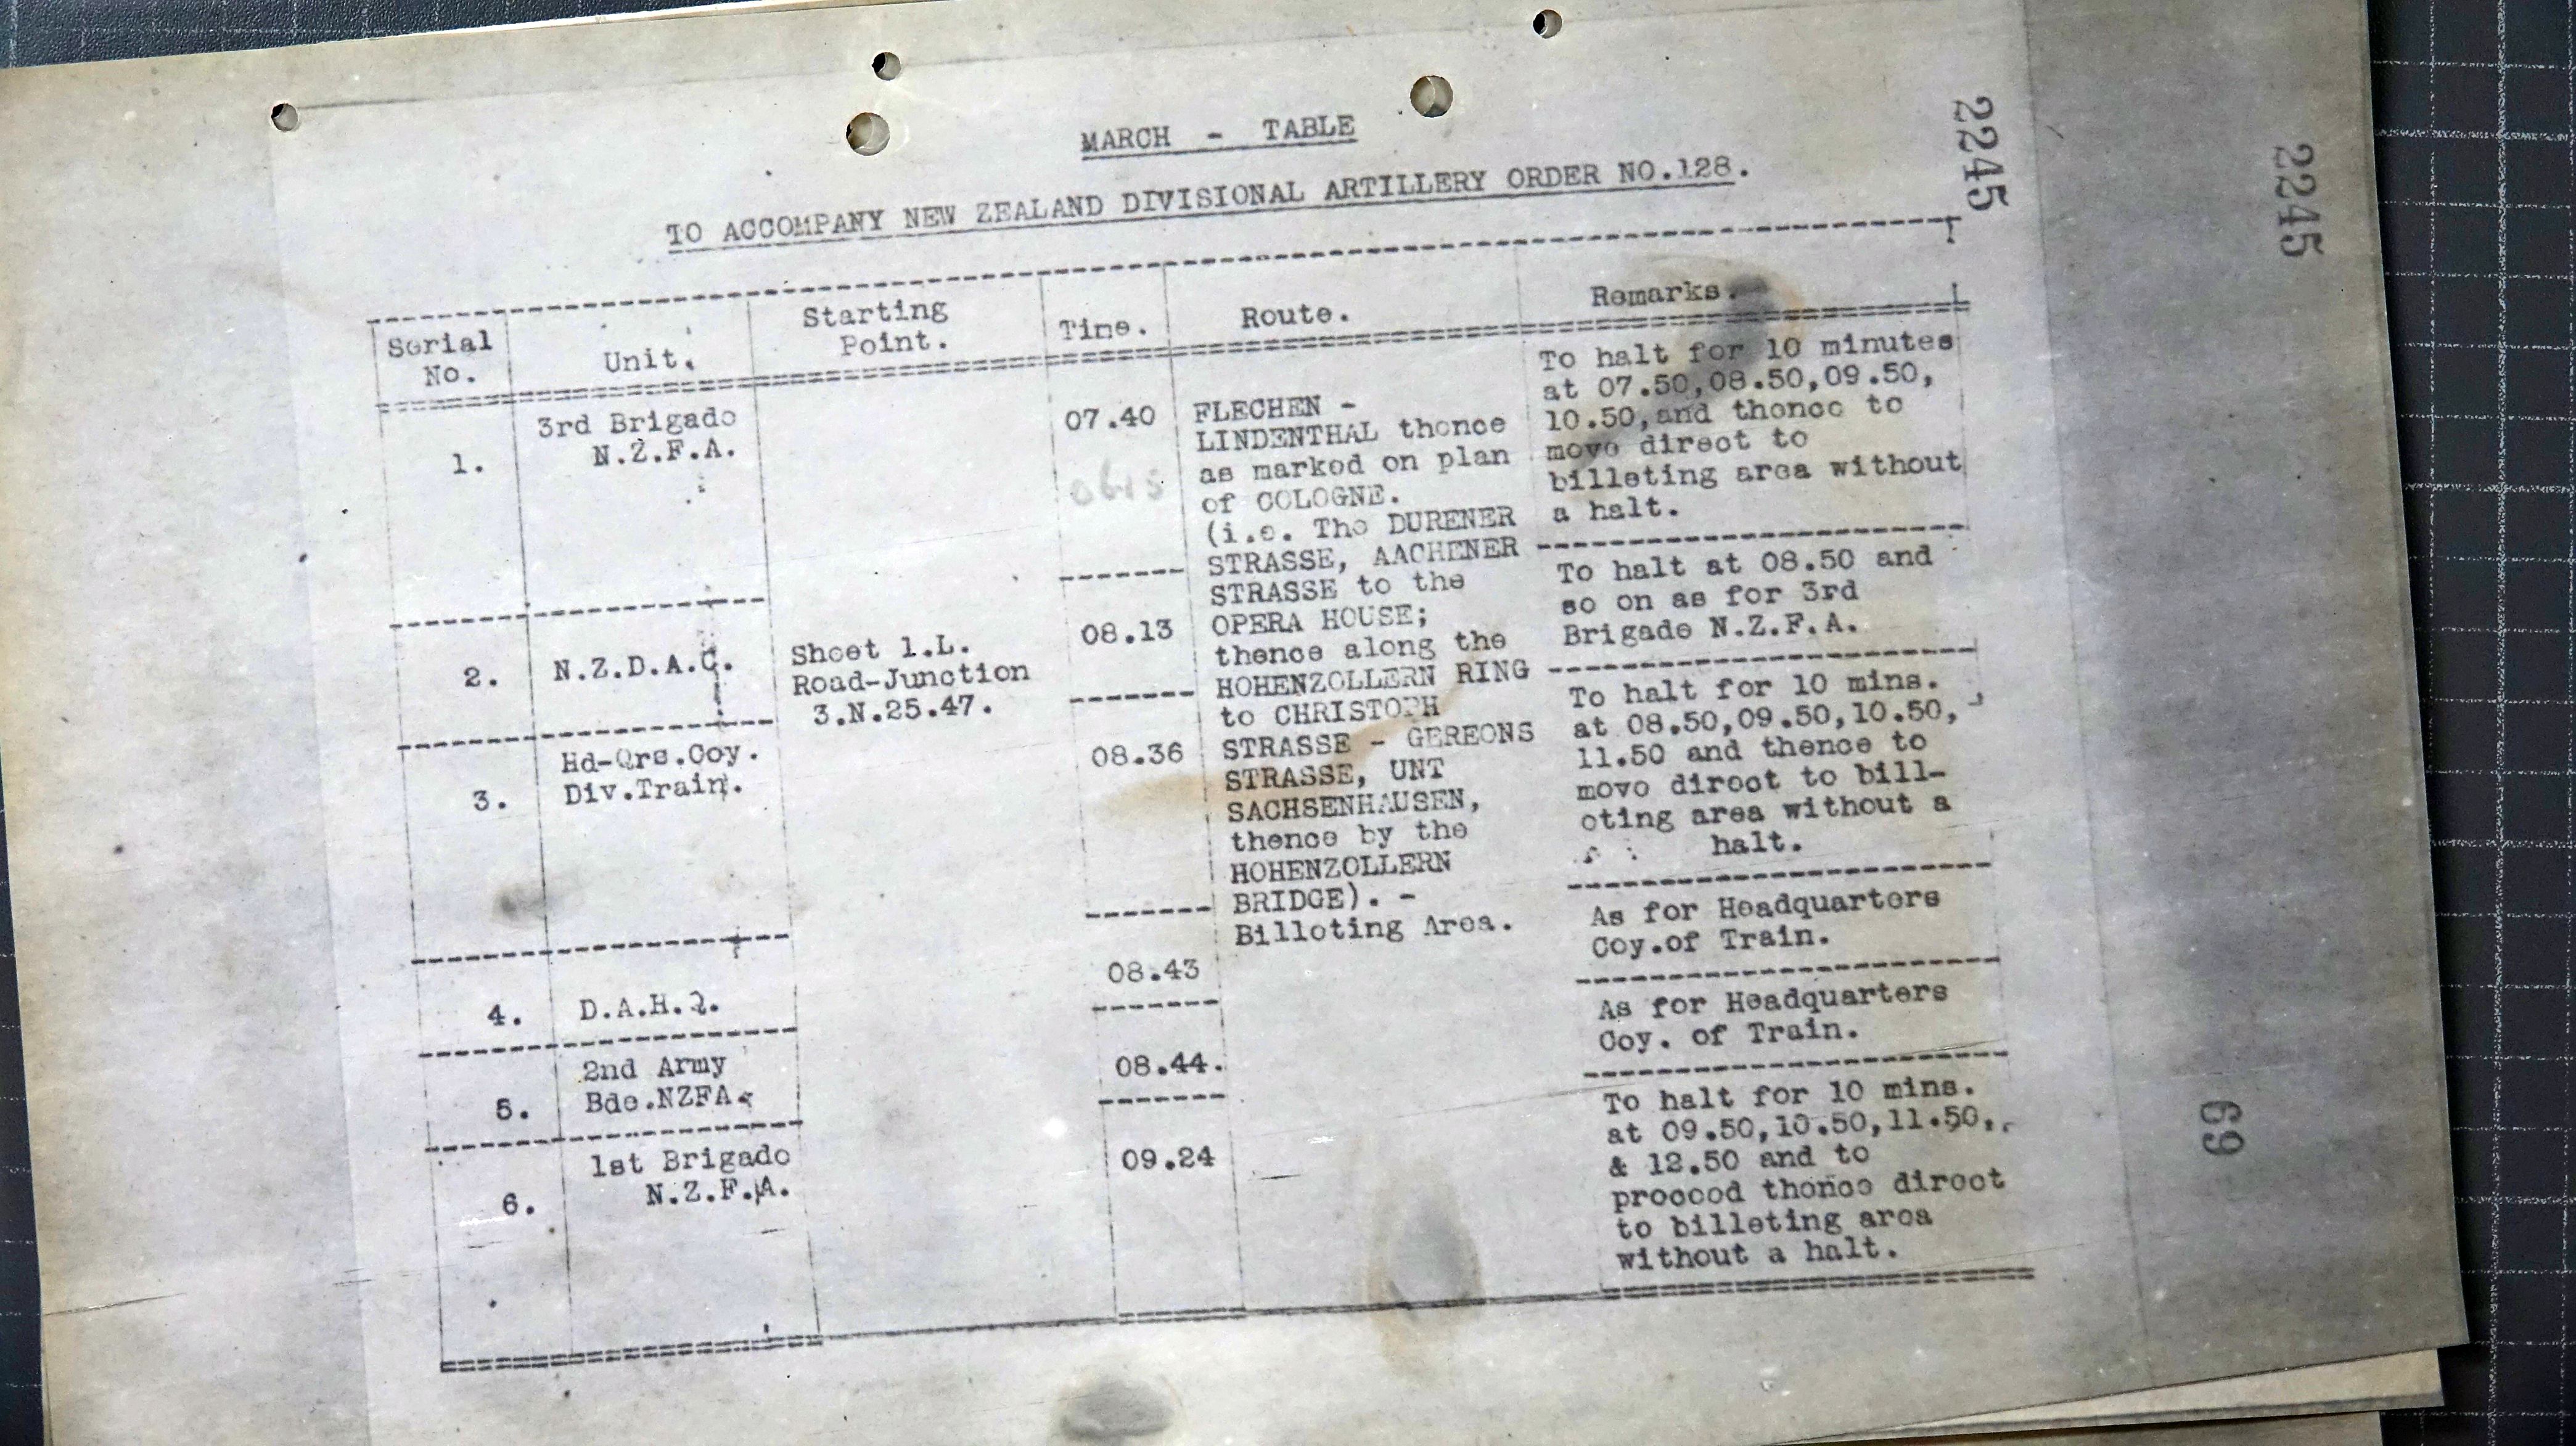 MARCH - TABLE
TO ACCOMPANY NEW ZEALAND DIVISIONAL ARTILLERY ORDER NO.128.
2245
2245
Serial
No.
Unit.
Starting
Point.
Time.
Route.
Remarks.
1.
3rd Brigade
N.Z.F.A.
07.40
0645
FLECHEN -
LINDENTHAL thence
as marked on plan
of COLOGNE.
(i.e. The DURENER
STRASSE, AACHENER
STRASSE to the
OPERA HOUSE;
thence along the
HOHENZOLLERN RING
to CHRISTOPH
STRASSE - GEREONS
STRASSE, UNT
SACHSENHAUSEN,
thence by the
HOHENZOLLERN
BRIDGE). -
Billeting Area.
To halt for 10 minutes
at 07.50,08.50,09.50,
10.50,and thence to
move direct to
billeting area without
a halt.
2.
N.Z.D.A.C.
Sheet 1.L.
Road-Junction
3.N.25.47.
08.13
To halt at 08.50 and
so on as for 3rd
Brigade N.Z.F.A.
3.
Hd-Qrs.Coy.
Div.Train.
08.36
To halt for 10 mins.
at 08.50,09.50,10.50,
11.50 and thence to
move direct to bill-
eting area without a
halt.
4.
D.A.H.Q.
08.43
As for Headquarters
Coy.of Train.
5.
2nd Army
Bde.NZFA.
08.44.
As for Headquarters
Coy. of Train.
6.
1st Brigade
N.Z.F.A.
09.24
To halt for 10 mins.
at 09.50,10.50,11.50,
& 12.50 and to
proceed thence direct
to billeting area
without a halt.
69